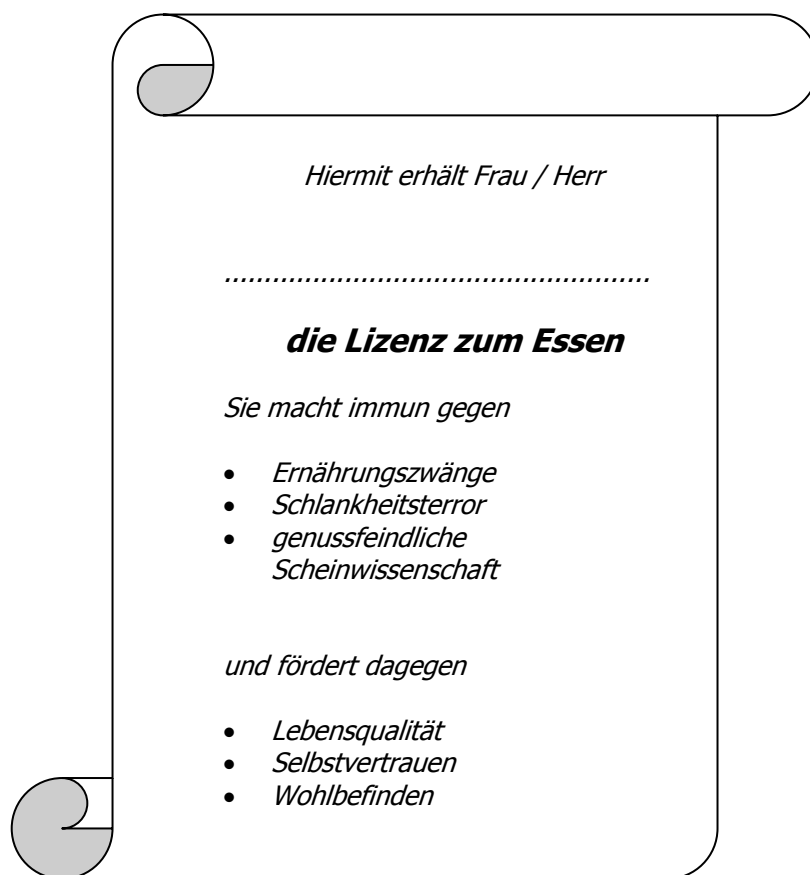 Hiermit erhält Frau / Herr
.....................................................
die Lizenz zum Essen
Sie macht immun gegen
• Ernährungszwänge
• Schlankheitsterror
• genussfeindliche
Scheinwissenschaft
und fördert dagegen
• Lebensqualität
• Selbstvertrauen
• Wohlbefinden